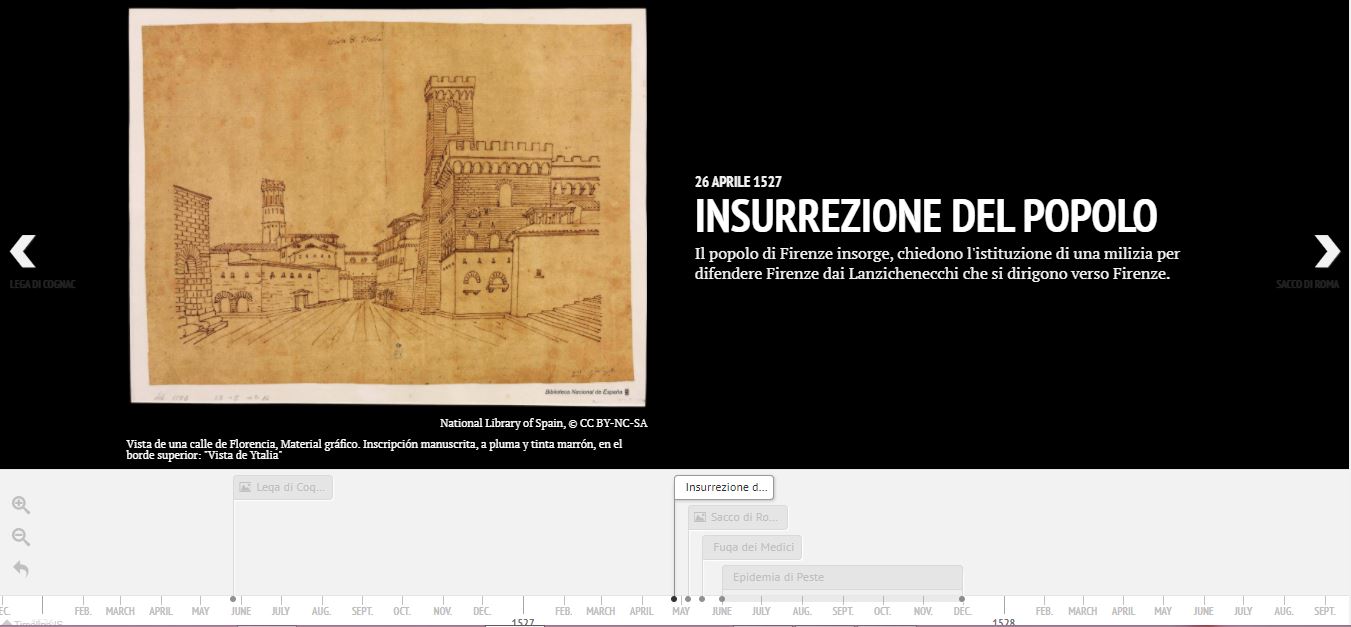 Biblioteca Nacional de España
National Library of Spain, © CC BY-NC-SA
Vista de una calle de Florencia, Material gráfico. Inscripción manuscrita, a pluma y tinta marrón, en el
borde superior: "Vista de Ytalia"
26 APRILE 1527
INSURREZIONE DEL POPOLO
Il popolo di Firenze insorge, chiedono l'istituzione di una milizia per
difendere Firenze dai Lanzichenecchi che si dirigono verso Firenze.
LEGA DI COGNAC
SACCO DI ROMA
Lega di Cog...
Insurrezione d...
Sacco di Ro...
Fuga dei Medici
Epidemia di Peste
EC. FEB. MARCH APRIL MAY JUNE JULY AUG. SEPT. OCT. NOV. DEC. FEB. MARCH APRIL MAY JUNE JULY AUG. SEPT. OCT. NOV. DEC. FEB. MARCH APRIL MAY JUNE JULY AUG. SEPT.
1527 1528
TimelineJS